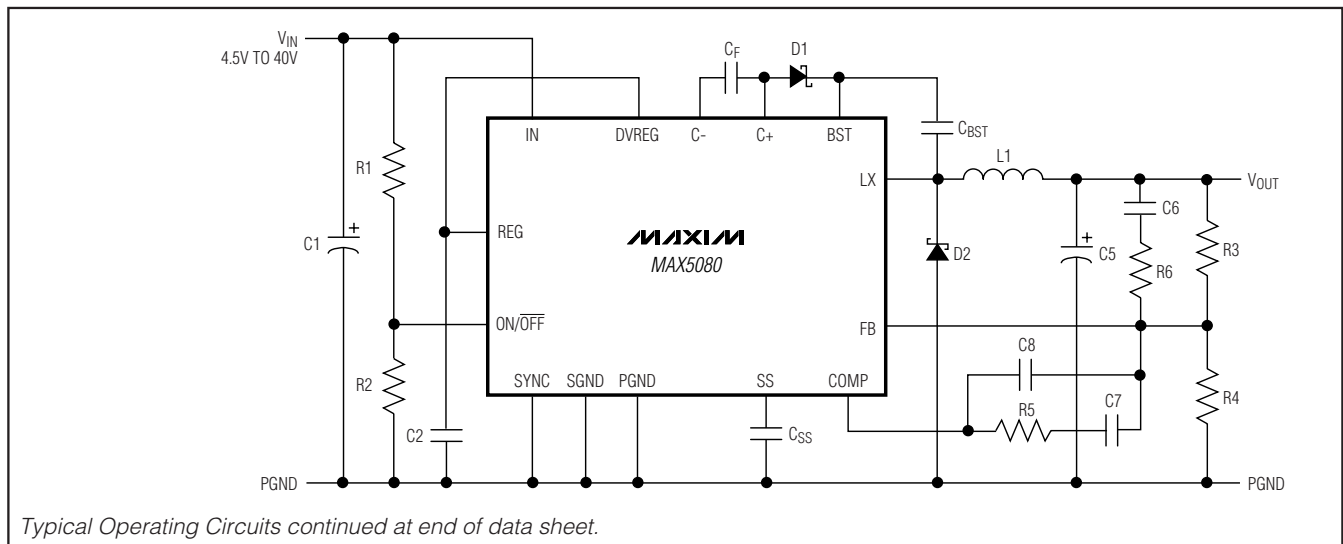 VIN
4.5V TO 40V
CF
D1
IN
DVREG
C-
C+
BST
CBST
R1
LX
L1
VOUT
C6
C1
+
REG
MAXIM
MAX5080
D2
+
C5
R6
R3
ON/OFF
FB
C8
R2
SYNC
SGND
PGND
SS
COMP
R5
C7
R4
C2
CSS
PGND
PGND
Typical Operating Circuits continued at end of data sheet.